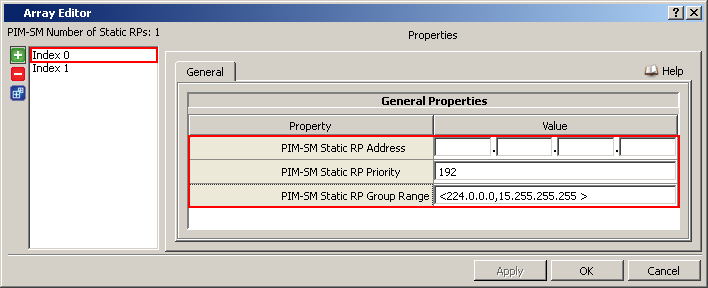 Array Editor
? X
PIM-SM Number of Static RPs: 1
Properties
Index 0
Index 1
General
Help
General Properties
Property Value
PIM-SM Static RP Address . . .
PIM-SM Static RP Priority 192
PIM-SM Static RP Group Range <224.0.0.0,15.255.255.255 >
Apply OK Cancel